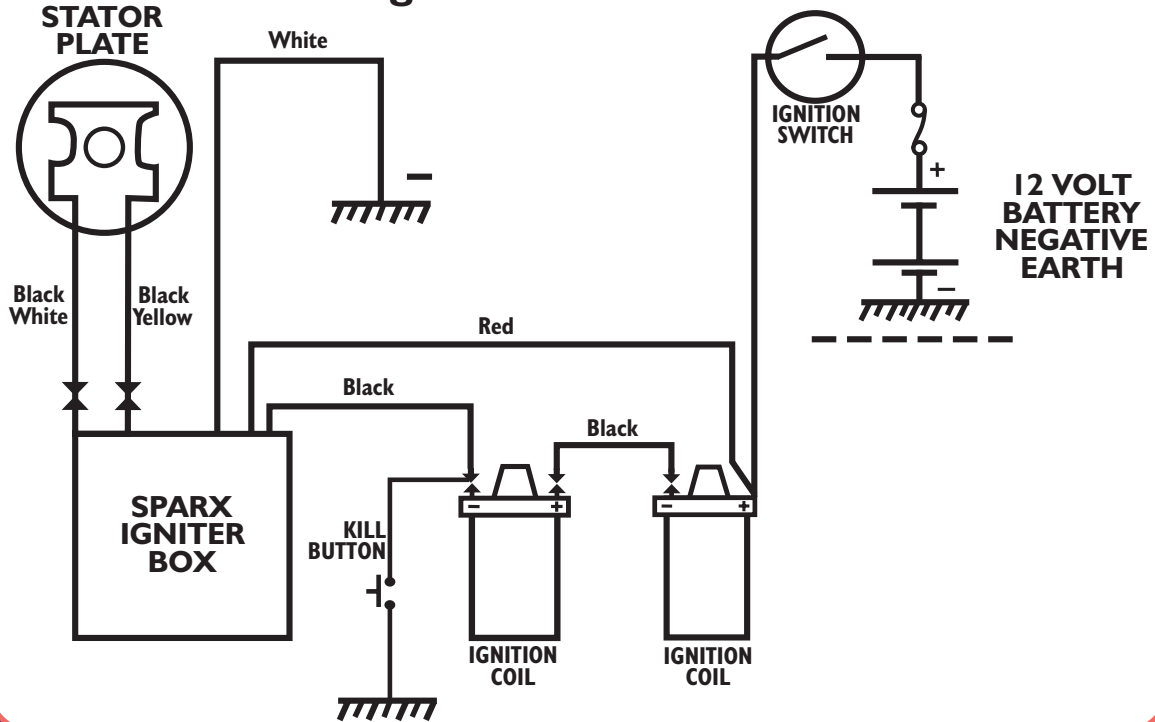 STATOR
PLATE
White
IGNITION
SWITCH
+
12 VOLT
BATTERY
NEGATIVE
EARTH
Black
White
Black
Yellow
Red
Black
Black
SPARX
IGNITER
BOX
KILL
BUTTON
− +
− +
IGNITION
COIL
IGNITION
COIL